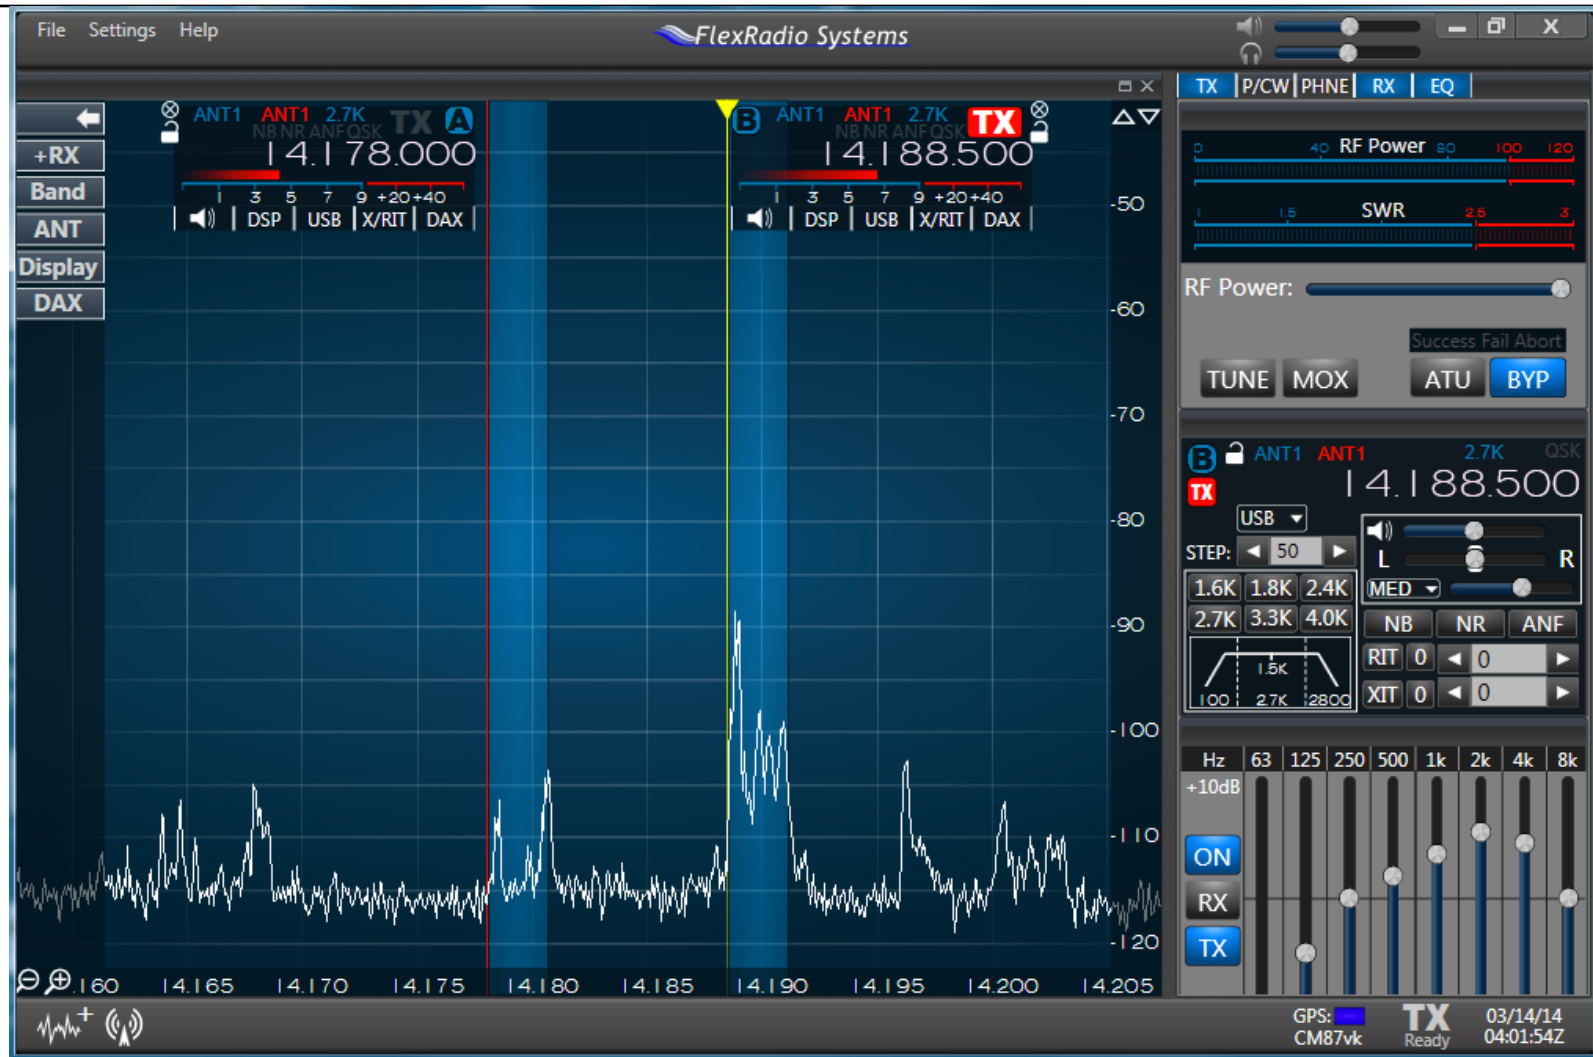 File Settings Help
FlexRadio Systems
X
TX P/CW PHNE RX EQ
+RX
Band
ANT
Display
DAX
ANT1 ANT1 2.7K TX A
NB NR ANF QSK
14.178.000
1 3 5 7 9 +20 +40
DSP USB X/RIT DAX
B ANT1 ANT1 2.7K TX
NB NR ANF QSK
14.188.500
1 3 5 7 9 +20 +40
DSP USB X/RIT DAX
-50
-60
-70
-80
-90
-100
-110
-120
.160 14.165 14.170 14.175 14.180 14.185 14.190 14.195 14.200 14.205
0 40 RF Power 80 100 120
1 1.5 SWR 2.5 3
RF Power:
Success Fail Abort
TUNE MOX ATU BYP
B ANT1 ANT1 2.7K QSK
TX 14.188.500
USB
STEP: 50
L R
1.6K 1.8K 2.4K
MED
2.7K 3.3K 4.0K
NB NR ANF
1.5K
100 2.7K 2800
RIT 0 0
XIT 0 0
Hz 63 125 250 500 1k 2k 4k 8k
+10dB
ON
RX
TX
GPS: TX 03/14/14
CM87vk Ready 04:01:54Z